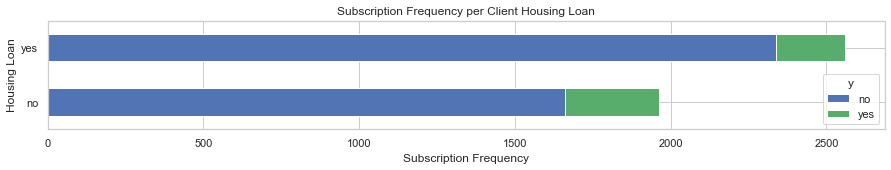 Subscription Frequency per Client Housing Loan
Housing Loan
yes
no
y
no
yes
0 500 1000 1500 2000 2500
Subscription Frequency